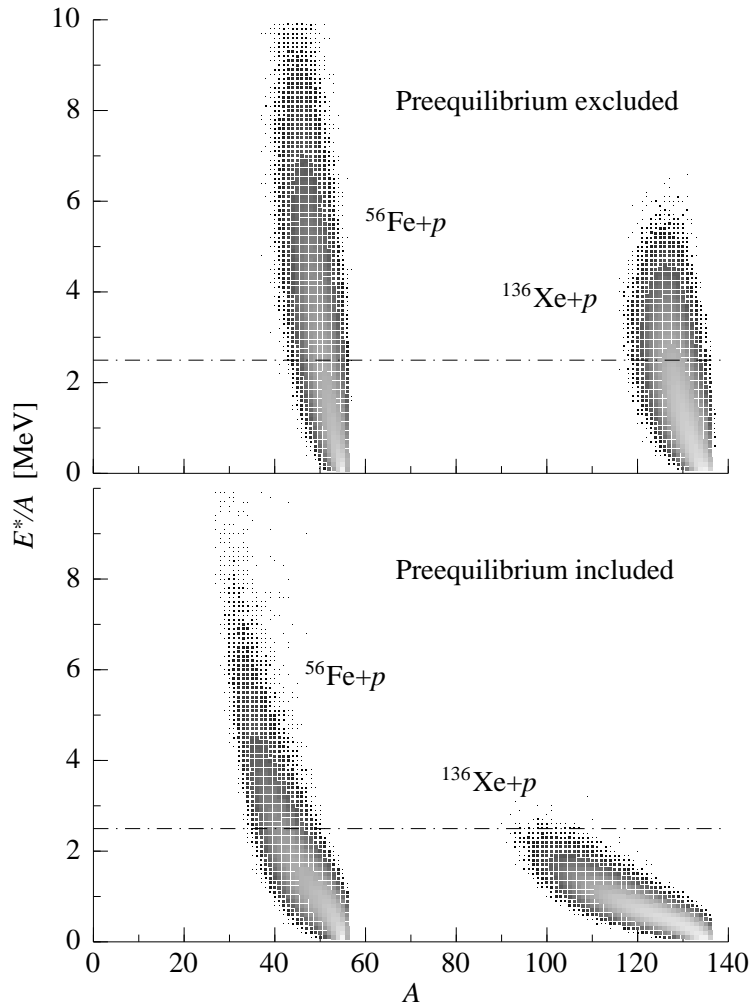 10
Preequilibrium excluded
8
⁵⁶Fe+p
6
¹³⁶Xe+p
4
2
0
E*/A [MeV]
Preequilibrium included
8
⁵⁶Fe+p
6
¹³⁶Xe+p
4
2
0
0 20 40 60 80 100 120 140
A